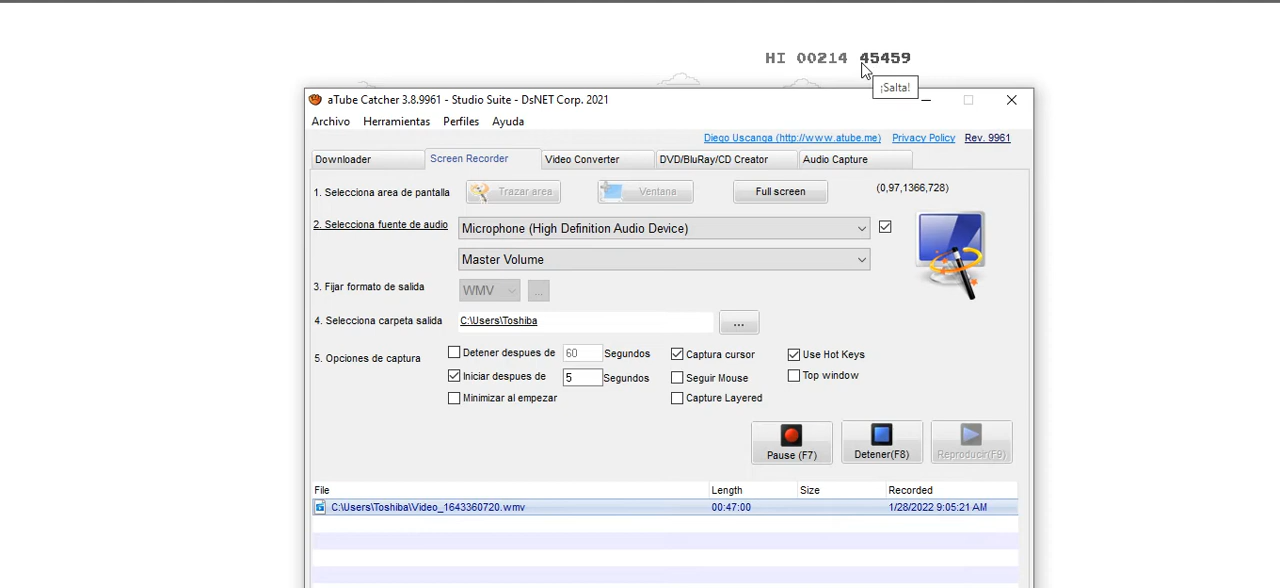 HI 00214 45459
¡Salta!
aTube Catcher 3.8.9961 - Studio Suite - DsNET Corp. 2021
Archivo Herramientas Perfiles Ayuda
Diego Uscanga (http://www.atube.me) Privacy Policy Rev. 9961
Downloader Screen Recorder Video Converter DVD/BluRay/CD Creator Audio Capture
1. Selecciona area de pantalla Trazar area Ventana Full screen (0,97,1366,728)
2. Selecciona fuente de audio Microphone (High Definition Audio Device)
Master Volume
3. Fijar formato de salida WMV ...
4. Selecciona carpeta salida C:\Users\Toshiba ...
5. Opciones de captura Detener despues de 60 Segundos Captura cursor Use Hot Keys
Iniciar despues de 5 Segundos Seguir Mouse Top window
Minimizar al empezar Capture Layered
Pause (F7) Detener(F8) Reproducir(F9)
File Length Size Recorded
C:\Users\Toshiba\Video_1643360720.wmv 00:47:00 1/28/2022 9:05:21 AM